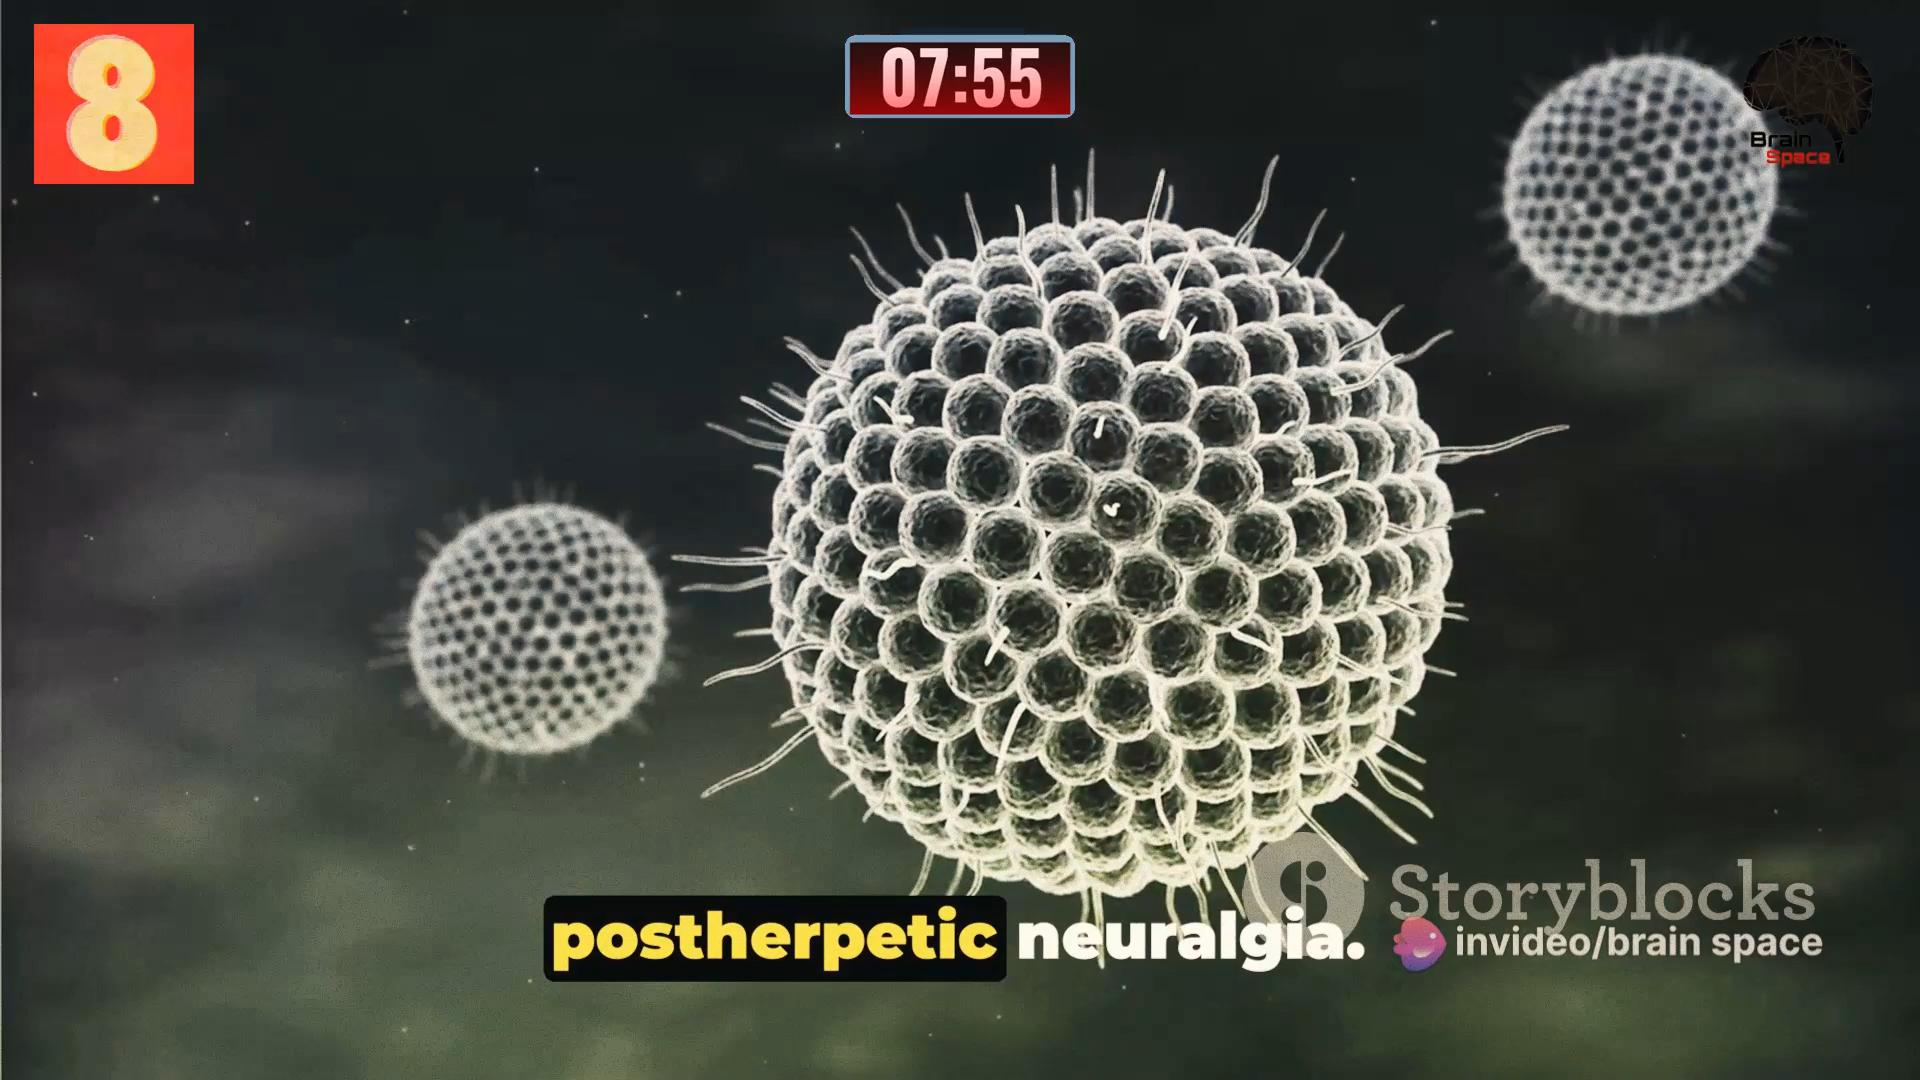 8
07:55
Brain
Space
Storyblocks
postherpetic neuralgia.
invideo/brain space